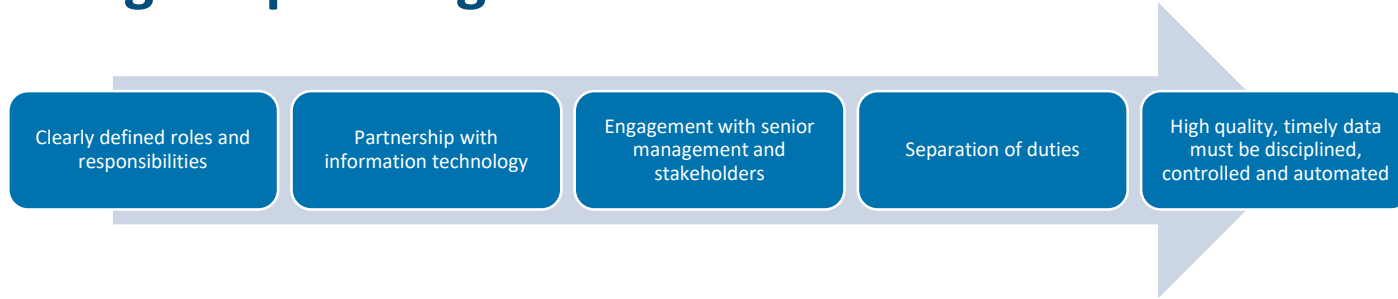 Clearly defined roles and
responsibilities
Partnership with
information technology
Engagement with senior
management and
stakeholders
Separation of duties
High quality, timely data
must be disciplined,
controlled and automated